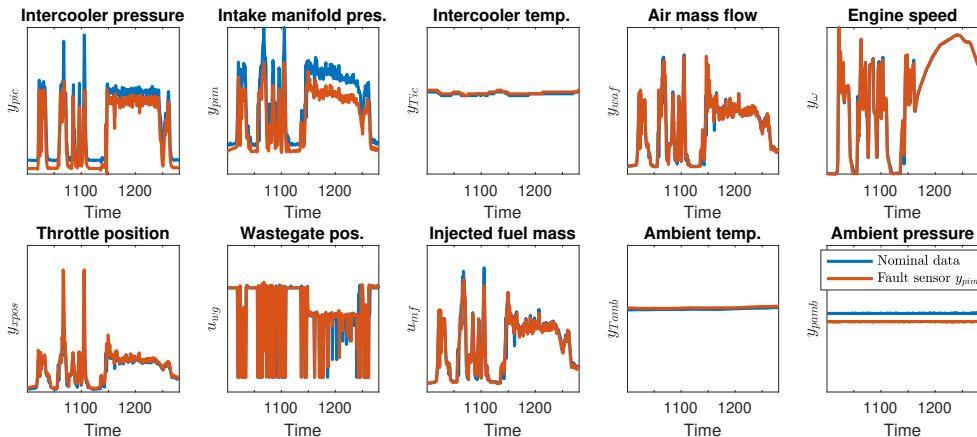 Intercooler pressure Intake manifold pres. Intercooler temp. Air mass flow Engine speed
y_pic y_pim y_Tic y_waf y_ω
1100 1200 1100 1200 1100 1200 1100 1200 1100 1200
Time Time Time Time Time
Throttle position Wastegate pos. Injected fuel mass Ambient temp. Ambient pressure
Nominal data
Fault sensor y_pim
y_xpos u_wg u_mf y_Tamb y_pamb
1100 1200 1100 1200 1100 1200 1100 1200 1100 1200
Time Time Time Time Time